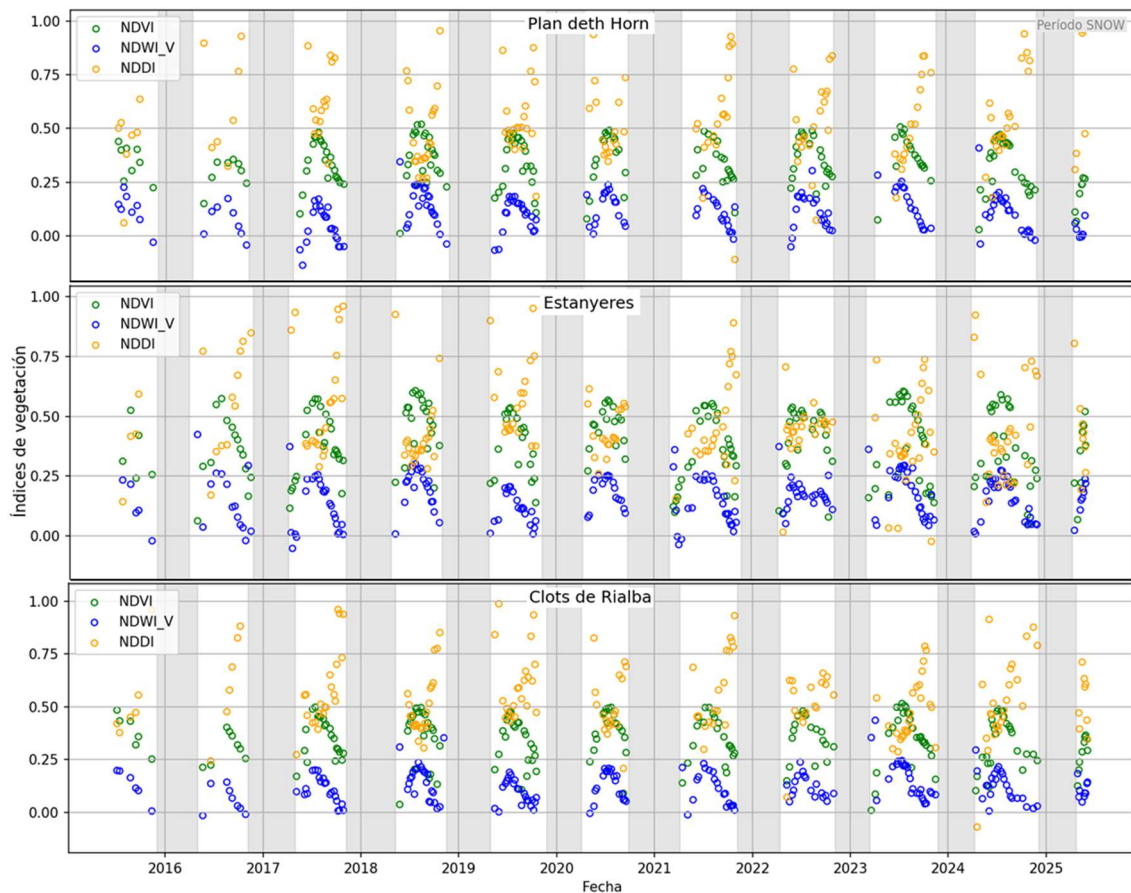 Plan deth Horn
Período SNOW
NDVI
NDWI_V
NDDI
1.00
0.75
0.50
0.25
0.00
Estanyeres
NDVI
NDWI_V
NDDI
1.00
0.75
0.50
0.25
0.00
Índices de vegetación
Clots de Rialba
NDVI
NDWI_V
NDDI
1.00
0.75
0.50
0.25
0.00
2016 2017 2018 2019 2020 2021 2022 2023 2024 2025
Fecha